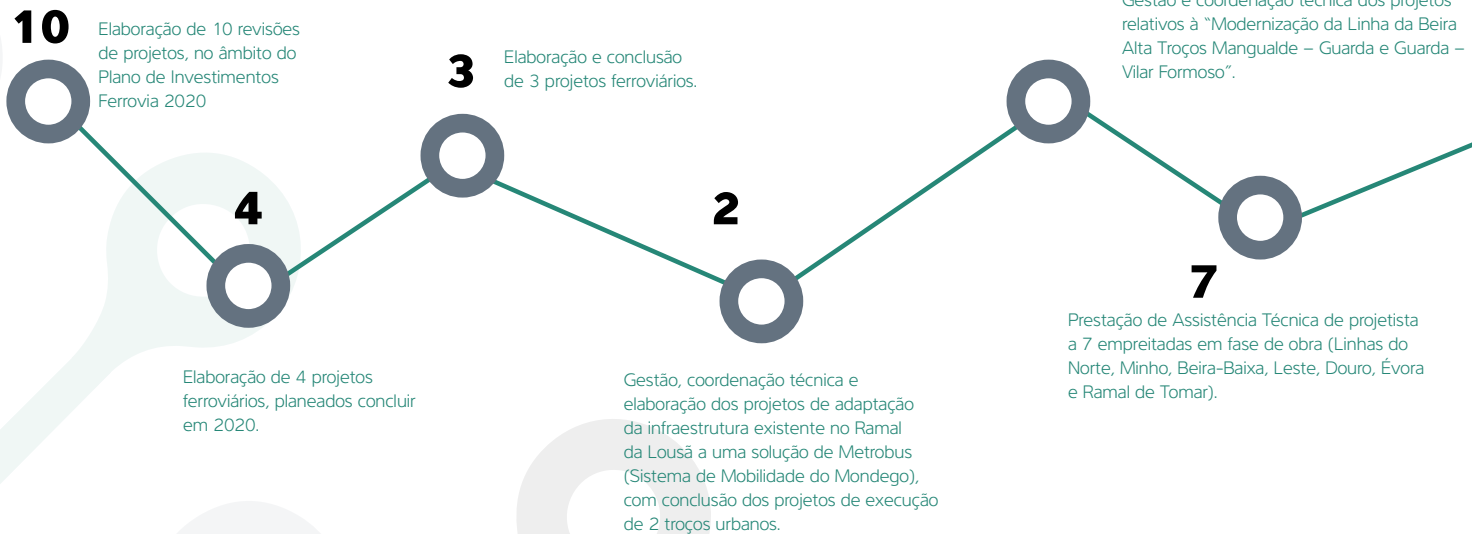 10
Elaboração de 10 revisões
de projetos, no âmbito do
Plano de Investimentos
Ferrovia 2020
4
Elaboração de 4 projetos
ferroviários, planeados concluir
em 2020.
3
Elaboração e conclusão
de 3 projetos ferroviários.
2
Gestão, coordenação técnica e
elaboração dos projetos de adaptação
da infraestrutura existente no Ramal
da Lousã a uma solução de Metrobus
(Sistema de Mobilidade do Mondego),
com conclusão dos projetos de execução
de 2 troços urbanos.
Gestão e coordenação técnica dos projetos
relativos à “Modernização da Linha da Beira
Alta Troços Mangualde – Guarda e Guarda –
Vilar Formoso”.
7
Prestação de Assistência Técnica de projetista
a 7 empreitadas em fase de obra (Linhas do
Norte, Minho, Beira-Baixa, Leste, Douro, Évora
e Ramal de Tomar).